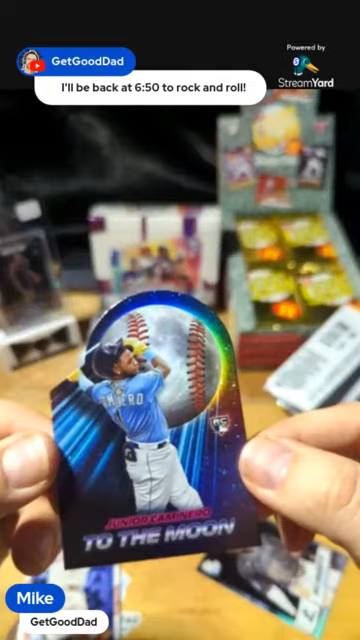 Powered by
StreamYard
GetGoodDad
I'll be back at 6:50 to rock and roll!
RC
JUNIOR CAMINERO
TO THE MOON
Mike
GetGoodDad